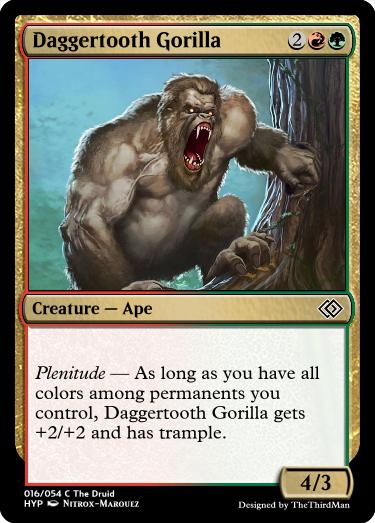 Daggertooth Gorilla 2
Creature — Ape
Plenitude — As long as you have all
colors among permanents you
control, Daggertooth Gorilla gets
+2/+2 and has trample.
4/3
016/054 C The Druid
HYP Nitrox-Marquez Designed by TheThirdMan